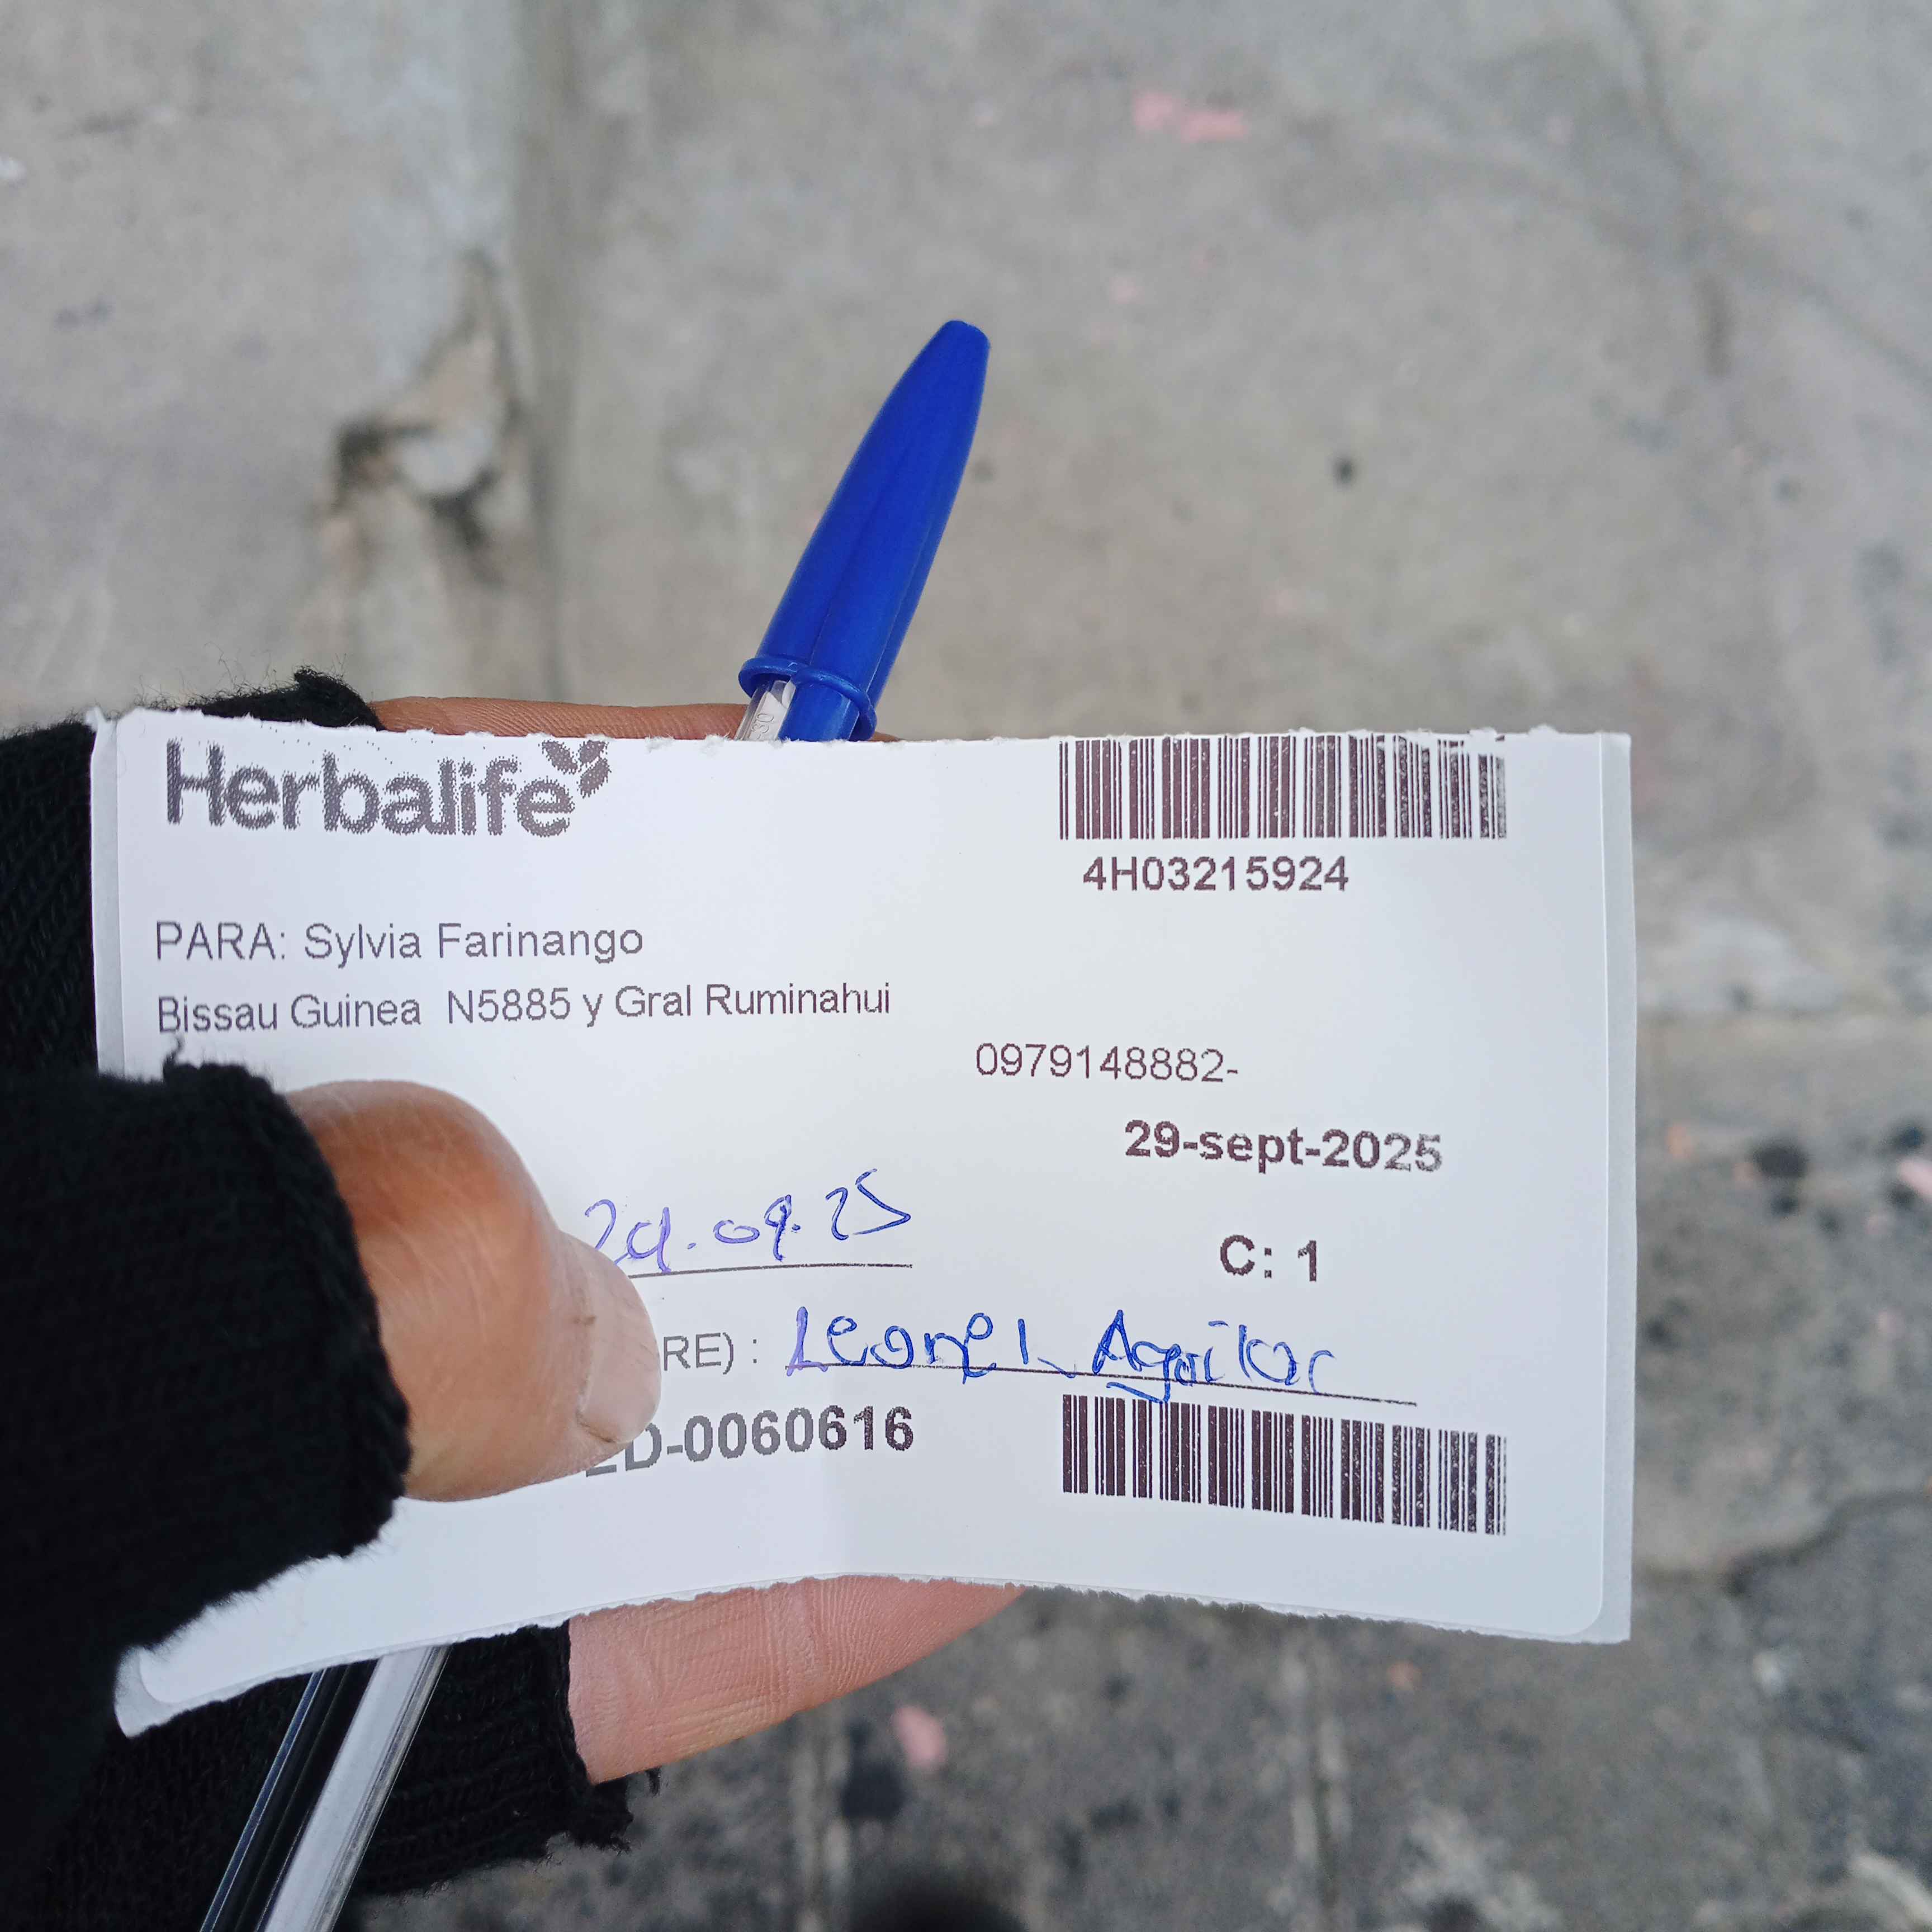 Herbalife
4H03215924
PARA: Sylvia Farinango
Bissau Guinea N5885 y Gral Ruminahui
0979148882-
29-sept-2025
29.09.25
C: 1
RE) : Leonel Aguilar
ED-0060616